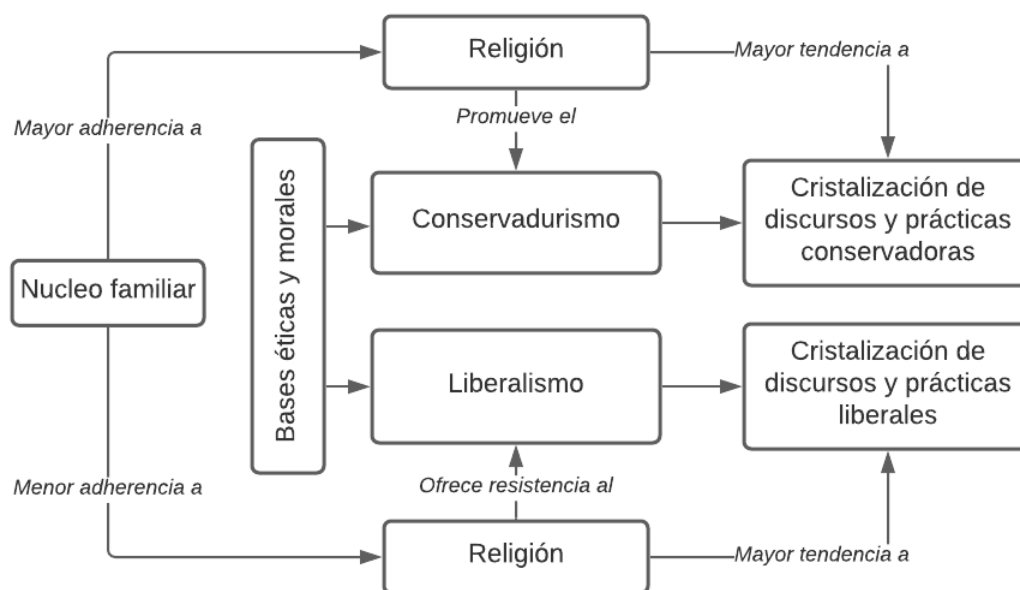 Religión
Mayor tendencia a
Mayor adherencia a
Promueve el
Bases éticas y morales
Conservadurismo
Cristalización de
discursos y prácticas
conservadoras
Nucleo familiar
Liberalismo
Cristalización de
discursos y prácticas
liberales
Menor adherencia a
Ofrece resistencia al
Religión
Mayor tendencia a